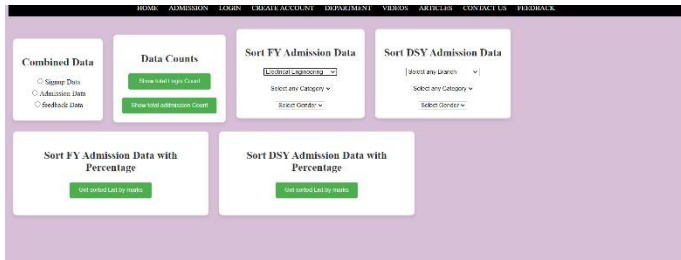 HOME ADMISSION LOGIN CREATE ACCOUNT DEPARTMENT VIDEOS ARTICLES CONTACT US FEEDBACK
Combined Data
Signup Data
Admission Data
feedback Data
Data Counts
Show total Login Count
Show total addmission Count
Sort FY Admission Data
Electrical Engineering
Select any Category
Select Gender
Sort DSY Admission Data
Select any Branch
Select any Category
Select Gender
Sort FY Admission Data with
Percentage
Get sorted List by marks
Sort DSY Admission Data with
Percentage
Get sorted List by marks